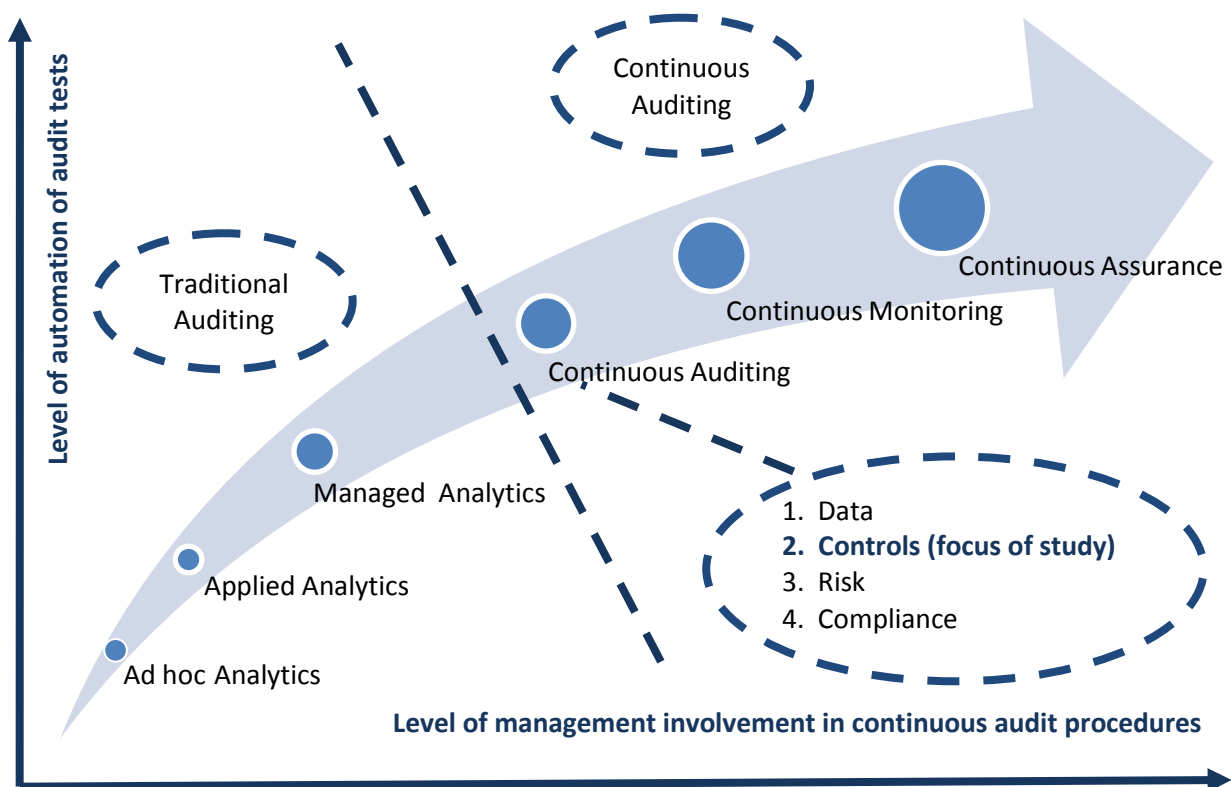 Level of automation of audit tests
Continuous
Auditing
Traditional
Auditing
Continuous Assurance
Continuous Monitoring
Continuous Auditing
Managed Analytics
Applied Analytics
Ad hoc Analytics
1. Data
2. Controls (focus of study)
3. Risk
4. Compliance
Level of management involvement in continuous audit procedures